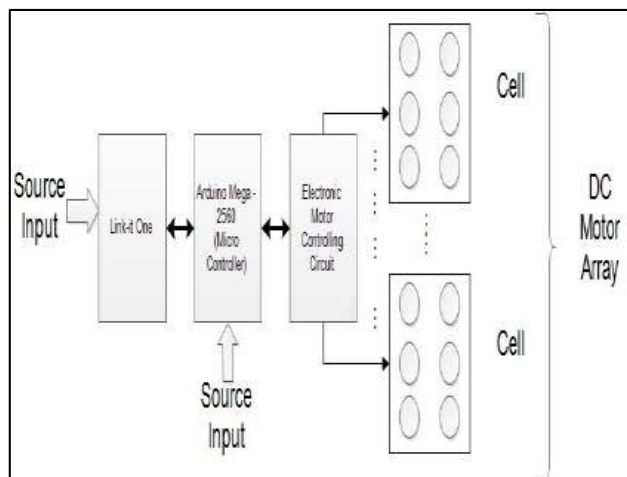 Source
Input
Link-it One
Arduino Mega -
2560
(Micro
Controller)
Source
Input
Electronic
Motor
Controlling
Circuit
Cell
Cell
DC
Motor
Array